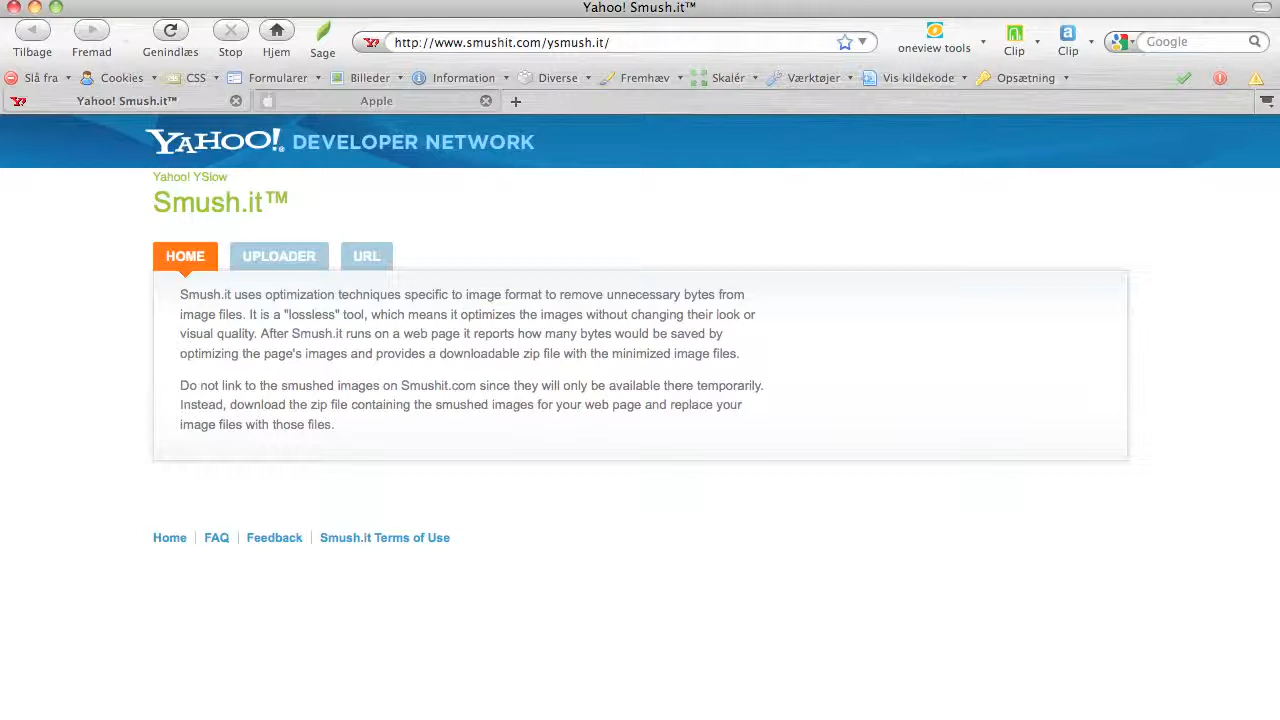 Yahoo! Smush.it™
Tilbage
Fremad
Genindlæs
Stop
Hjem
Sage
http://www.smushit.com/ysmush.it/
oneview tools
Clip
Clip
Google
Slå fra
Cookies
CSS
Formularer
Billeder
Information
Diverse
Fremhæv
Skalér
Værktøjer
Vis kildekode
Opsætning
Yahoo! Smush.it™
Apple
YAHOO! DEVELOPER NETWORK
Yahoo! YSlow
Smush.it™
HOME
UPLOADER
URL
Smush.it uses optimization techniques specific to image format to remove unnecessary bytes from
image files. It is a "lossless" tool, which means it optimizes the images without changing their look or
visual quality. After Smush.it runs on a web page it reports how many bytes would be saved by
optimizing the page's images and provides a downloadable zip file with the minimized image files.
Do not link to the smushed images on Smushit.com since they will only be available there temporarily.
Instead, download the zip file containing the smushed images for your web page and replace your
image files with those files.
Home
FAQ
Feedback
Smush.it Terms of Use